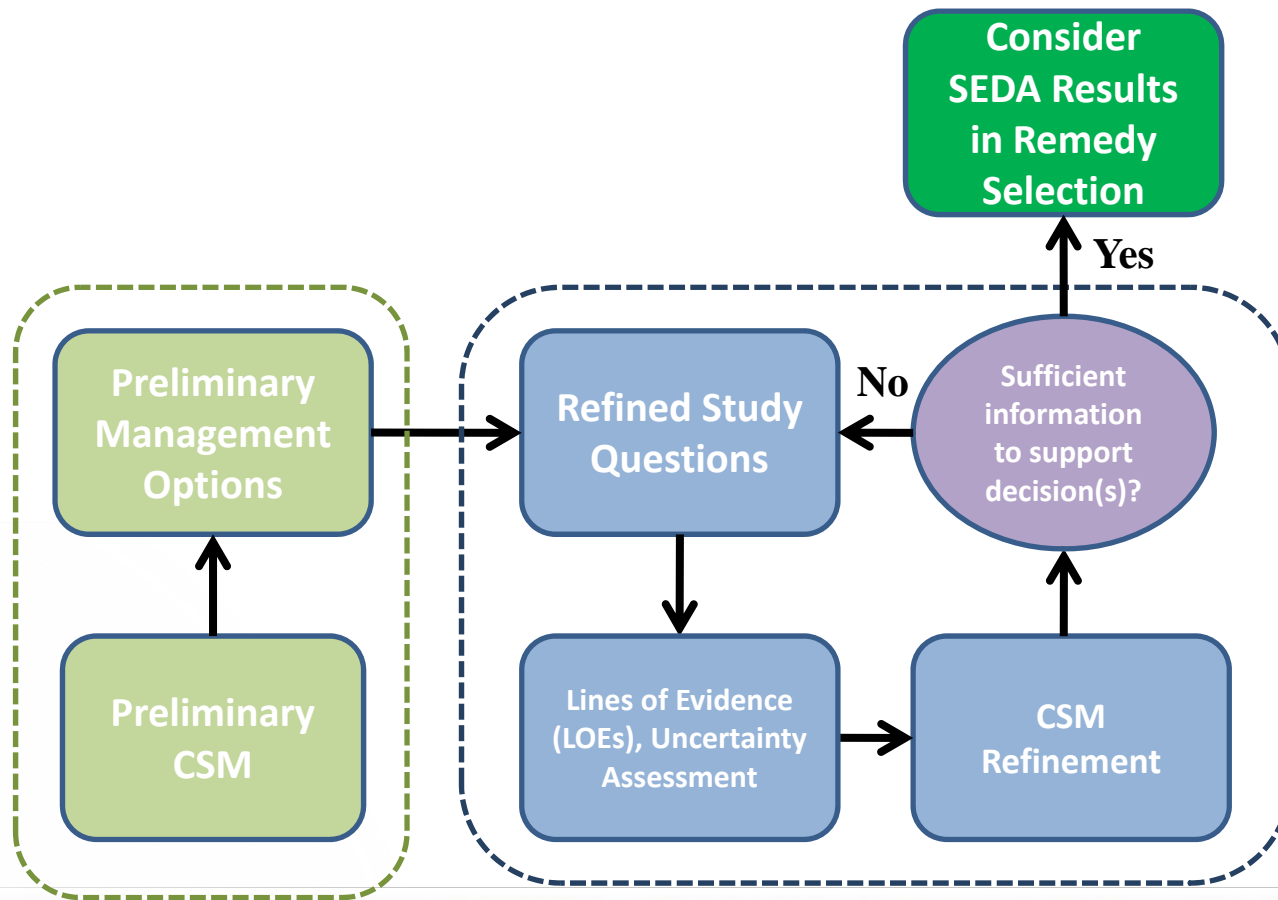 Consider
SEDA Results
in Remedy
Selection
Yes
Preliminary
Management
Options
Refined Study
Questions
No
Sufficient
information
to support
decision(s)?
Preliminary
CSM
Lines of Evidence
(LOEs), Uncertainty
Assessment
CSM
Refinement